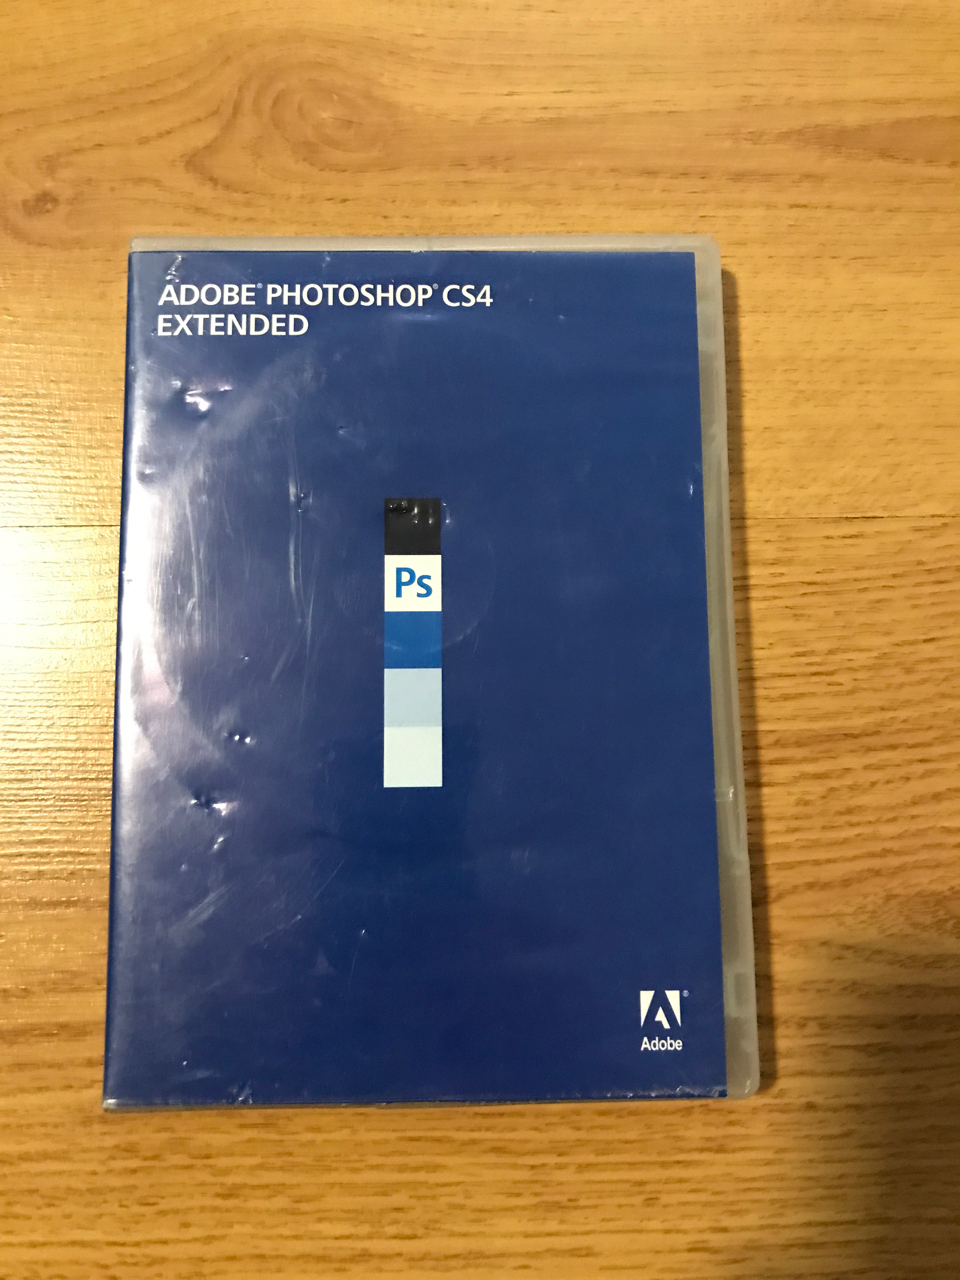 ADOBE® PHOTOSHOP® CS4
EXTENDED
Ps
®
Adobe